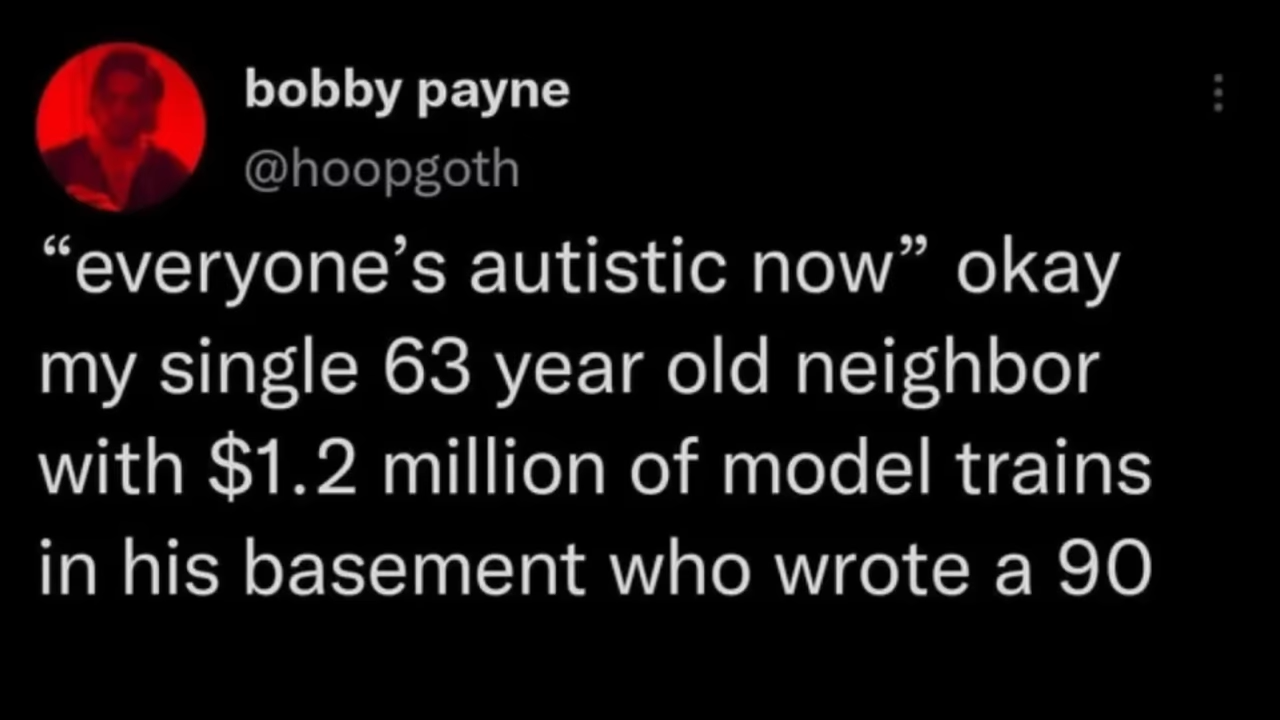 bobby payne
@hoopgoth
“everyone’s autistic now” okay
my single 63 year old neighbor
with $1.2 million of model trains
in his basement who wrote a 90